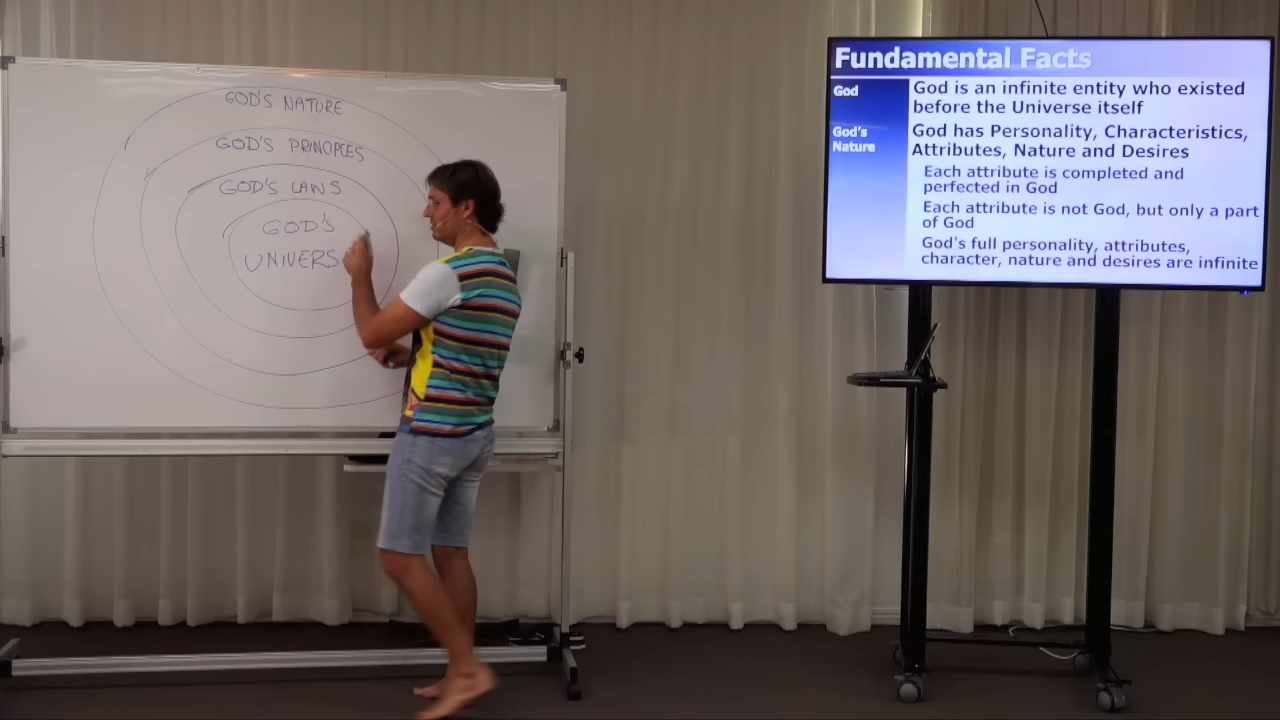 GOD'S NATURE
GOD'S PRINCIPLES
GOD'S LAWS
GOD'S
UNIVERS
Fundamental Facts
God
God is an infinite entity who existed
before the Universe itself
God's
Nature
God has Personality, Characteristics,
Attributes, Nature and Desires
Each attribute is completed and
perfected in God
Each attribute is not God, but only a part
of God
God's full personality, attributes,
character, nature and desires are infinite